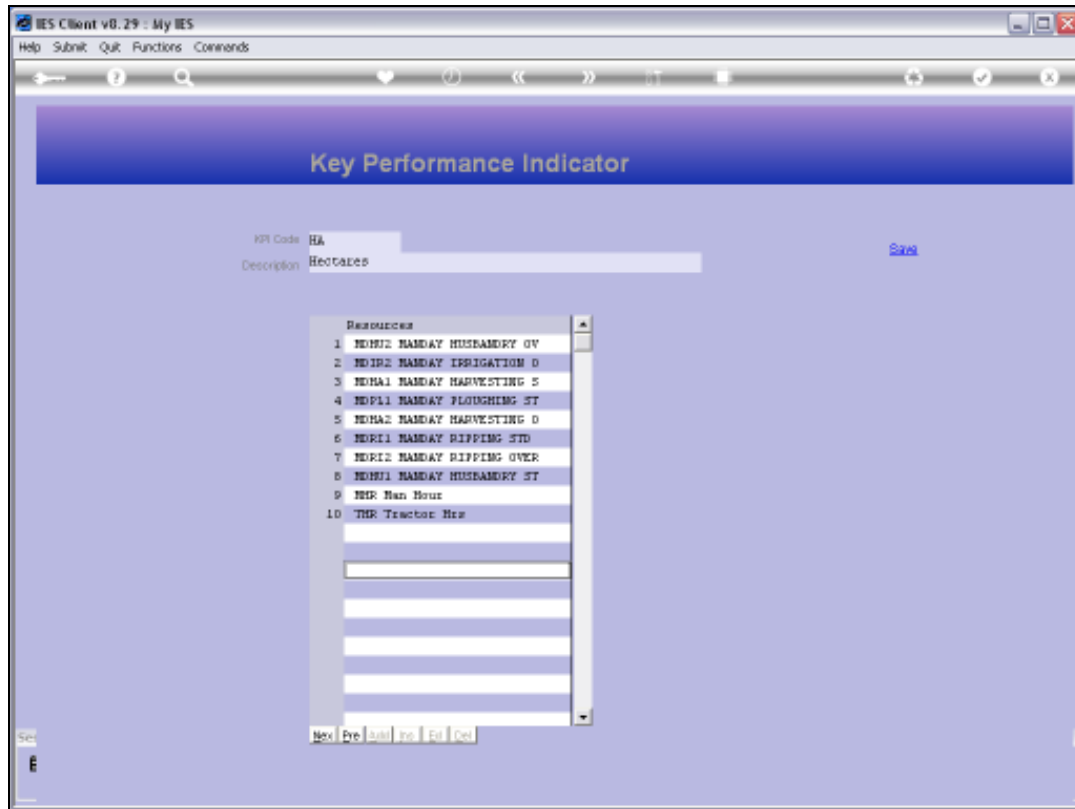 IES Client v8.29 : My IES
Help Submit Quit Functions Commands
Key Performance Indicator
KPI Code HA
Save
Description Hectares
Resources
1 MDHU2 MANDAY HUSBANDRY OV
2 MDIR2 MANDAY IRRIGATION O
3 MDHA1 MANDAY HARVESTING S
4 MDPL1 MANDAY PLOUGHING ST
5 MDHA2 MANDAY HARVESTING O
6 MDRI1 MANDAY RIPPING STD
7 MDRI2 MANDAY RIPPING OVER
8 MDHU1 MANDAY HUSBANDRY ST
9 MHR Man Hour
10 THR Tractor Hrs
Nex Pre Add Ins Ed Del
Se
E